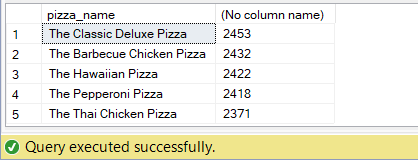 pizza_name (No column name)
1 The Classic Deluxe Pizza 2453
2 The Barbecue Chicken Pizza 2432
3 The Hawaiian Pizza 2422
4 The Pepperoni Pizza 2418
5 The Thai Chicken Pizza 2371
Query executed successfully.